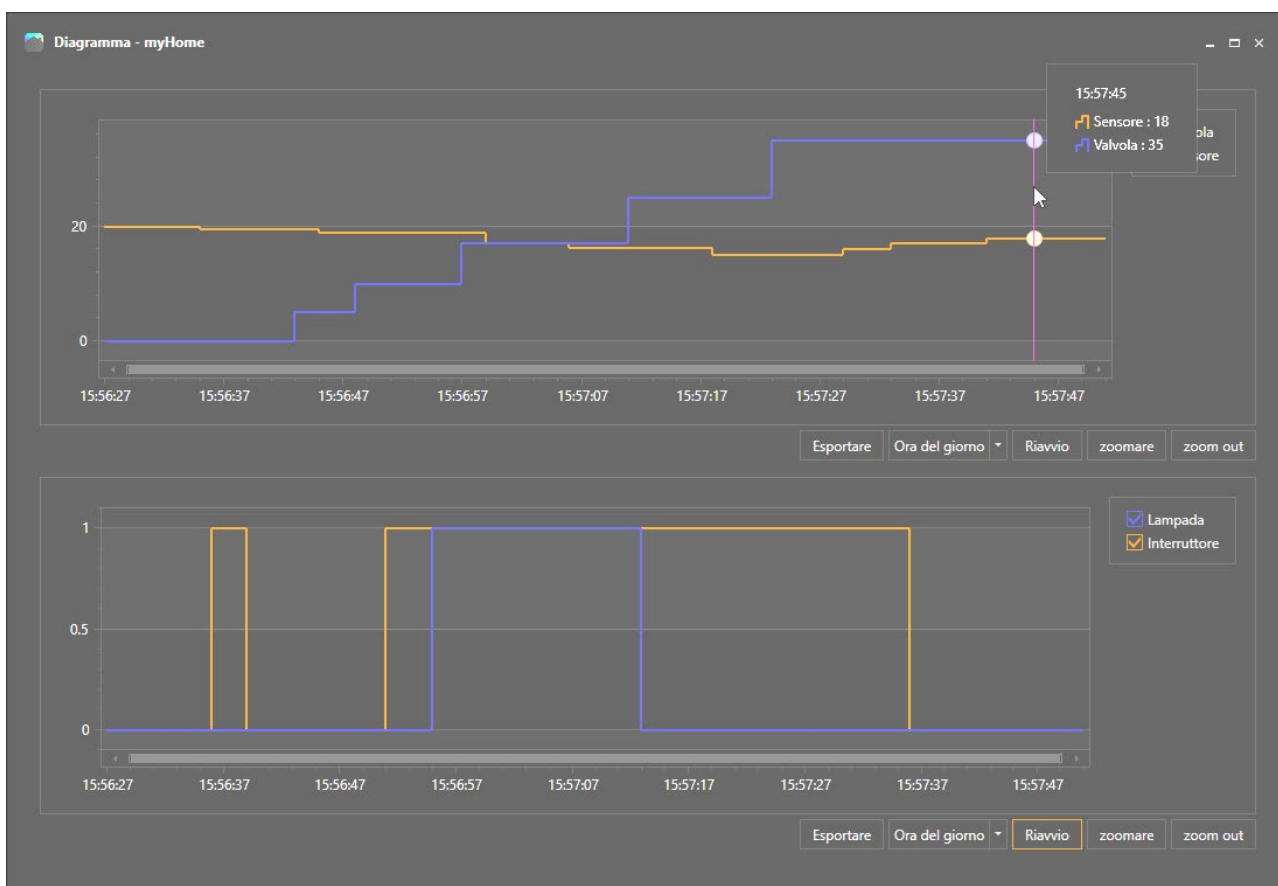 Diagramma - myHome
15:57:45
Sensore : 18
Valvola : 35
ola
sore
20
0
15:56:27 15:56:37 15:56:47 15:56:57 15:57:07 15:57:17 15:57:27 15:57:37 15:57:47
Esportare Ora del giorno Riavvio zoomare zoom out
Lampada
Interruttore
1
0.5
0
15:56:27 15:56:37 15:56:47 15:56:57 15:57:07 15:57:17 15:57:27 15:57:37 15:57:47
Esportare Ora del giorno Riavvio zoomare zoom out